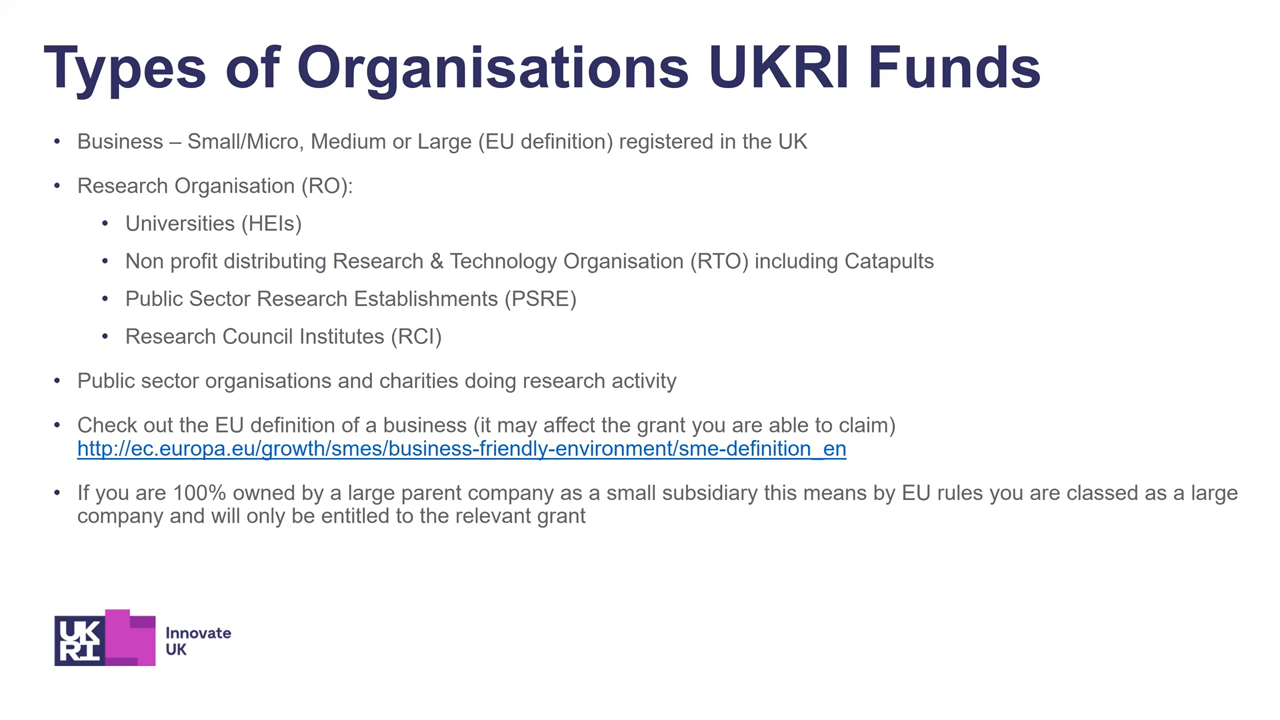 Types of Organisations UKRI Funds
• Business – Small/Micro, Medium or Large (EU definition) registered in the UK
• Research Organisation (RO):
• Universities (HEIs)
• Non profit distributing Research & Technology Organisation (RTO) including Catapults
• Public Sector Research Establishments (PSRE)
• Research Council Institutes (RCI)
• Public sector organisations and charities doing research activity
• Check out the EU definition of a business (it may affect the grant you are able to claim)
http://ec.europa.eu/growth/smes/business-friendly-environment/sme-definition_en
• If you are 100% owned by a large parent company as a small subsidiary this means by EU rules you are classed as a large
company and will only be entitled to the relevant grant
UK
RI
Innovate
UK